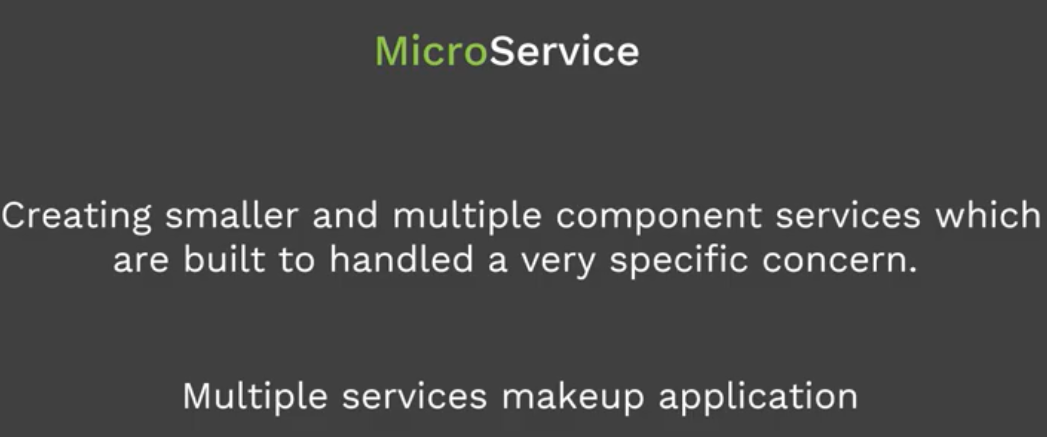 MicroService
Creating smaller and multiple component services which
are built to handled a very specific concern.
Multiple services makeup application